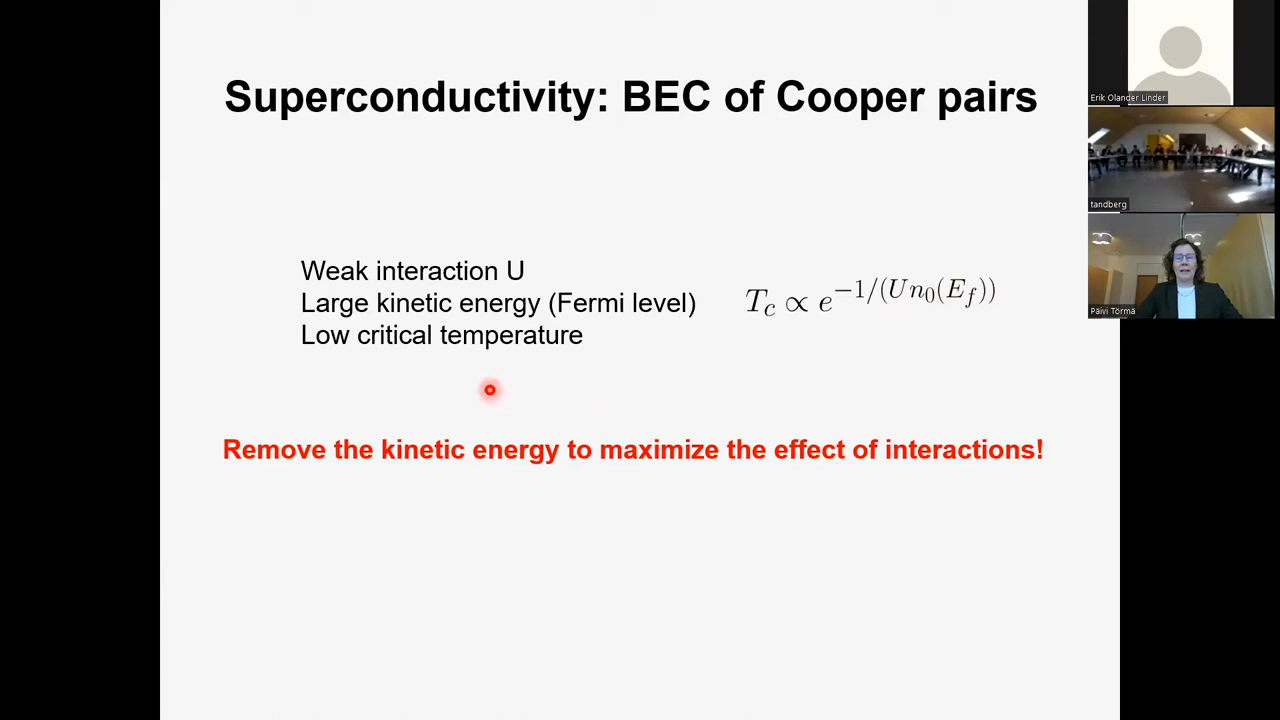 Superconductivity: BEC of Cooper pairs
Weak interaction U
Large kinetic energy (Fermi level)
Low critical temperature
T_c ∝ e^{-1/(Un_0(E_f))}
Remove the kinetic energy to maximize the effect of interactions!
Erik Olander Linder
tandberg
Päivi Törmä